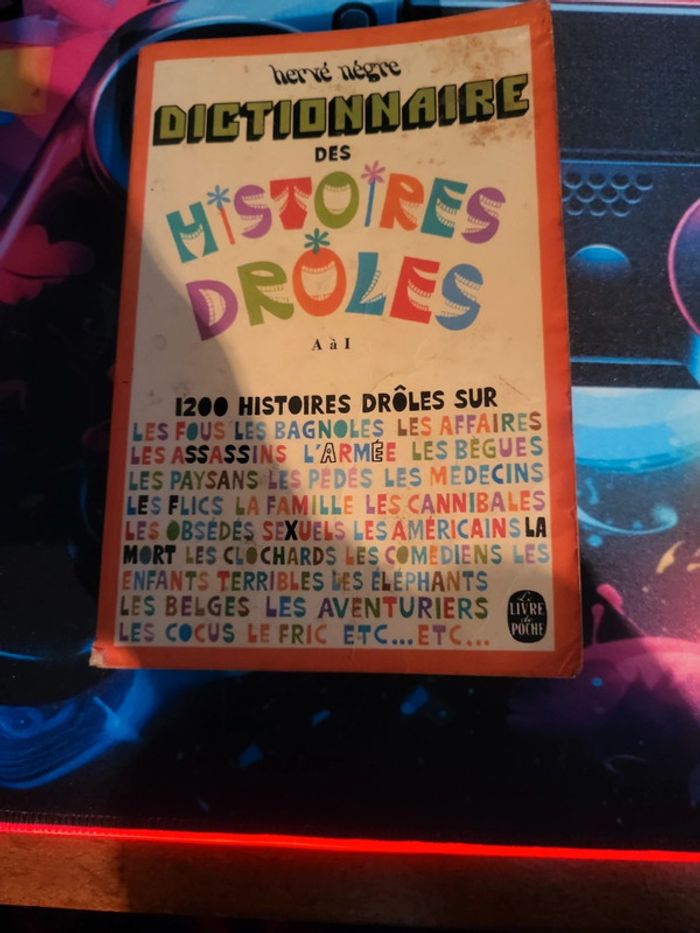 hervé nègre
DICTIONNAIRE
DES
HiSTOiRES
DRÔLES
A à I
1200 HISTOIRES DRÔLES SUR
LES FOUS LES BAGNOLES LES AFFAIRES
LES ASSASSINS L'ARMÉE LES BÈGUES
LES PAYSANS LES PÉDÉS LES MÉDECINS
LES FLICS LA FAMILLE LES CANNIBALES
LES OBSÉDÉS SEXUELS LES AMÉRICAINS LA
MORT LES CLOCHARDS LES COMÉDIENS LES
ENFANTS TERRIBLES LES ÉLÉPHANTS
LES BELGES LES AVENTURIERS
LES COCUS LE FRIC ETC... ETC...
Le
LIVRE
de
POCHE